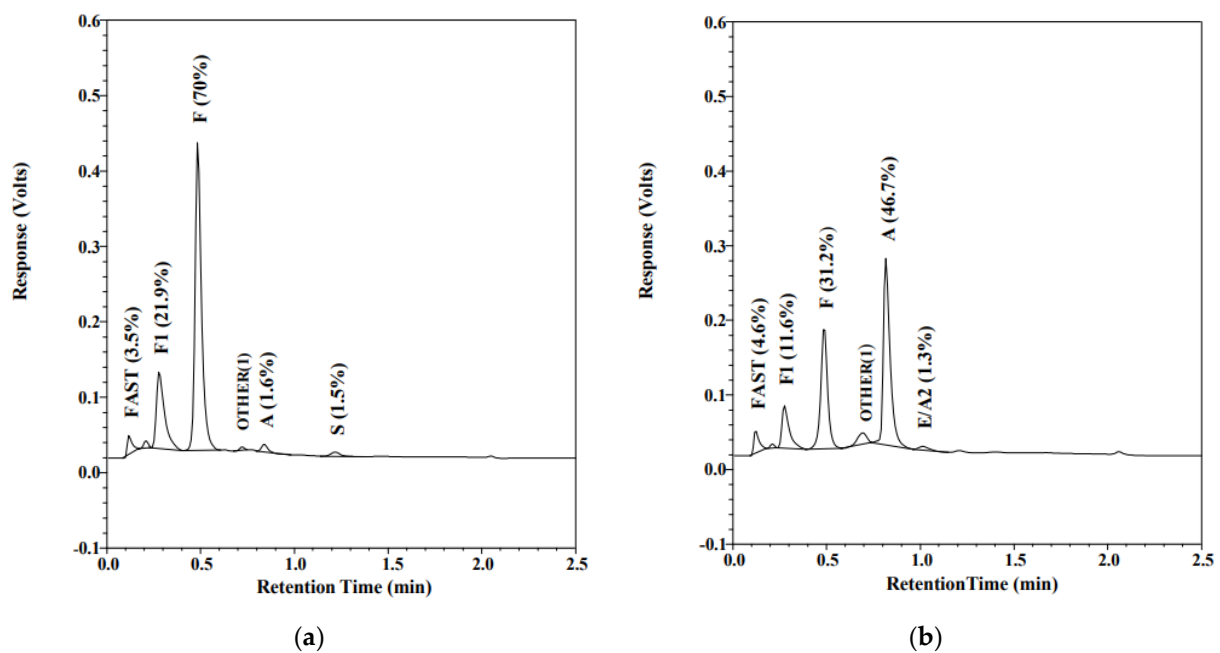 0.6
0.5
0.4
0.3
0.2
0.1
0.0
-0.1
Response (Volts)
FAST (3.5%)
F1 (21.9%)
F (70%)
OTHER(1)
A (1.6%)
S (1.5%)
0.0 0.5 1.0 1.5 2.0 2.5
Retention Time (min)
(a)
0.6
0.5
0.4
0.3
0.2
0.1
0.0
-0.1
Response (Volts)
FAST (4.6%)
F1 (11.6%)
F (31.2%)
OTHER(1)
A (46.7%)
E/A2 (1.3%)
0.0 0.5 1.0 1.5 2.0 2.5
RetentionTime (min)
(b)